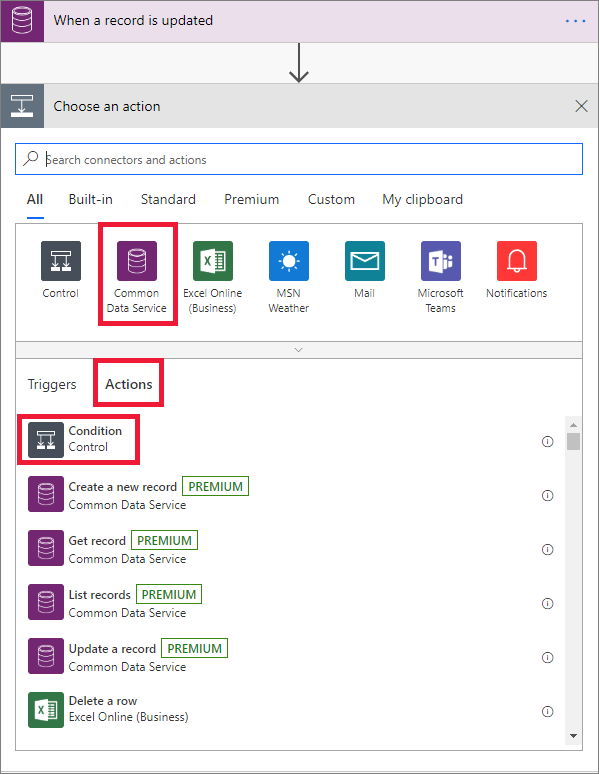 When a record is updated
Choose an action
Search connectors and actions
All Built-in Standard Premium Custom My clipboard
Control
Common
Data Service
Excel Online
(Business)
MSN
Weather
Mail
Microsoft
Teams
Notifications
Triggers Actions
Condition
Control
Create a new record PREMIUM
Common Data Service
Get record PREMIUM
Common Data Service
List records PREMIUM
Common Data Service
Update a record PREMIUM
Common Data Service
Delete a row
Excel Online (Business)